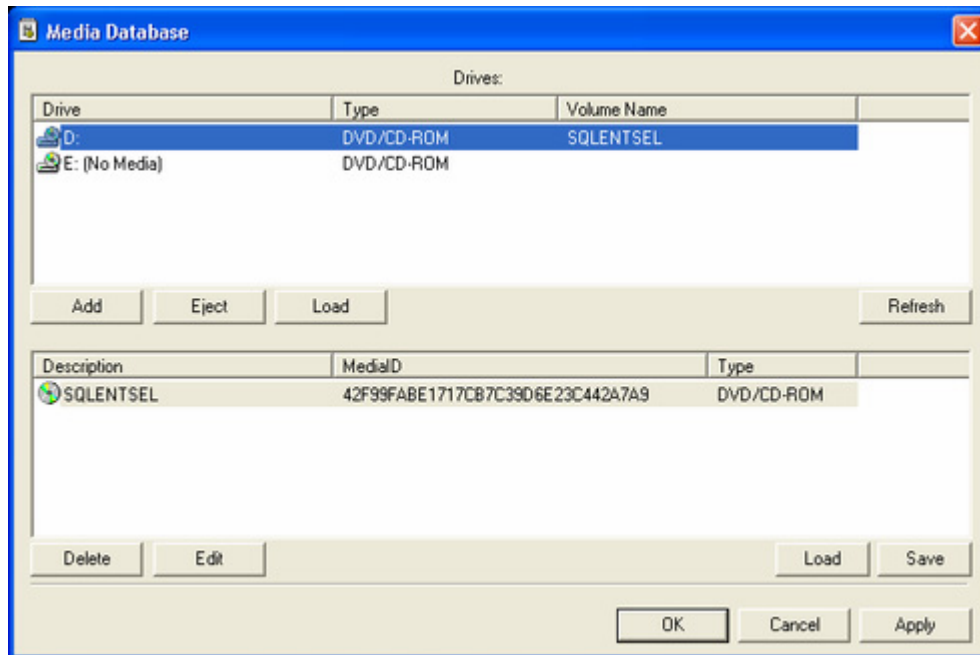 Media Database
Drives:
Drive Type Volume Name
D: DVD/CD-ROM SQLENTSEL
E: (No Media) DVD/CD-ROM
Add Eject Load Refresh
Description MediaID Type
SQLENTSEL 42F99FABE1717CB7C39D6E23C442A7A9 DVD/CD-ROM
Delete Edit Load Save
OK Cancel Apply